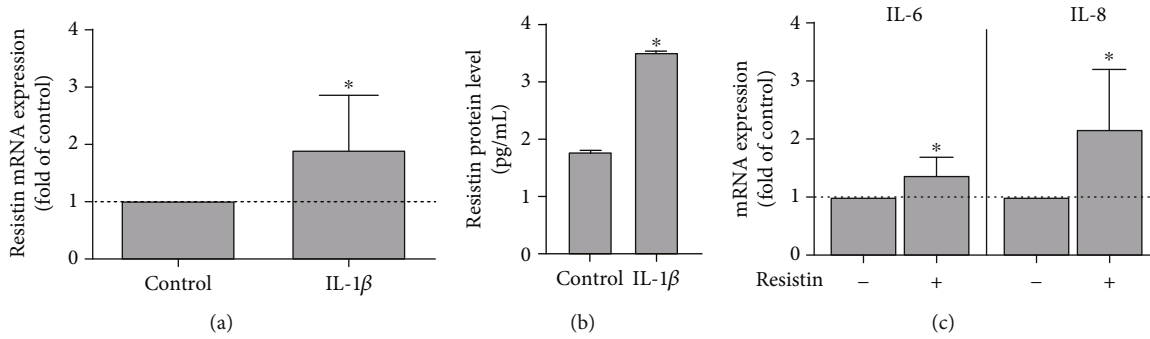 Resistin mRNA expression
(fold of control)
4
3
2
1
0
*
Control IL-1β
(a)
Resistin protein level
(pg/mL)
4
3
2
1
0
*
Control IL-1β
(b)
IL-6 IL-8
mRNA expression
(fold of control)
4
3
2
1
0
*
*
Resistin − + − +
(c)